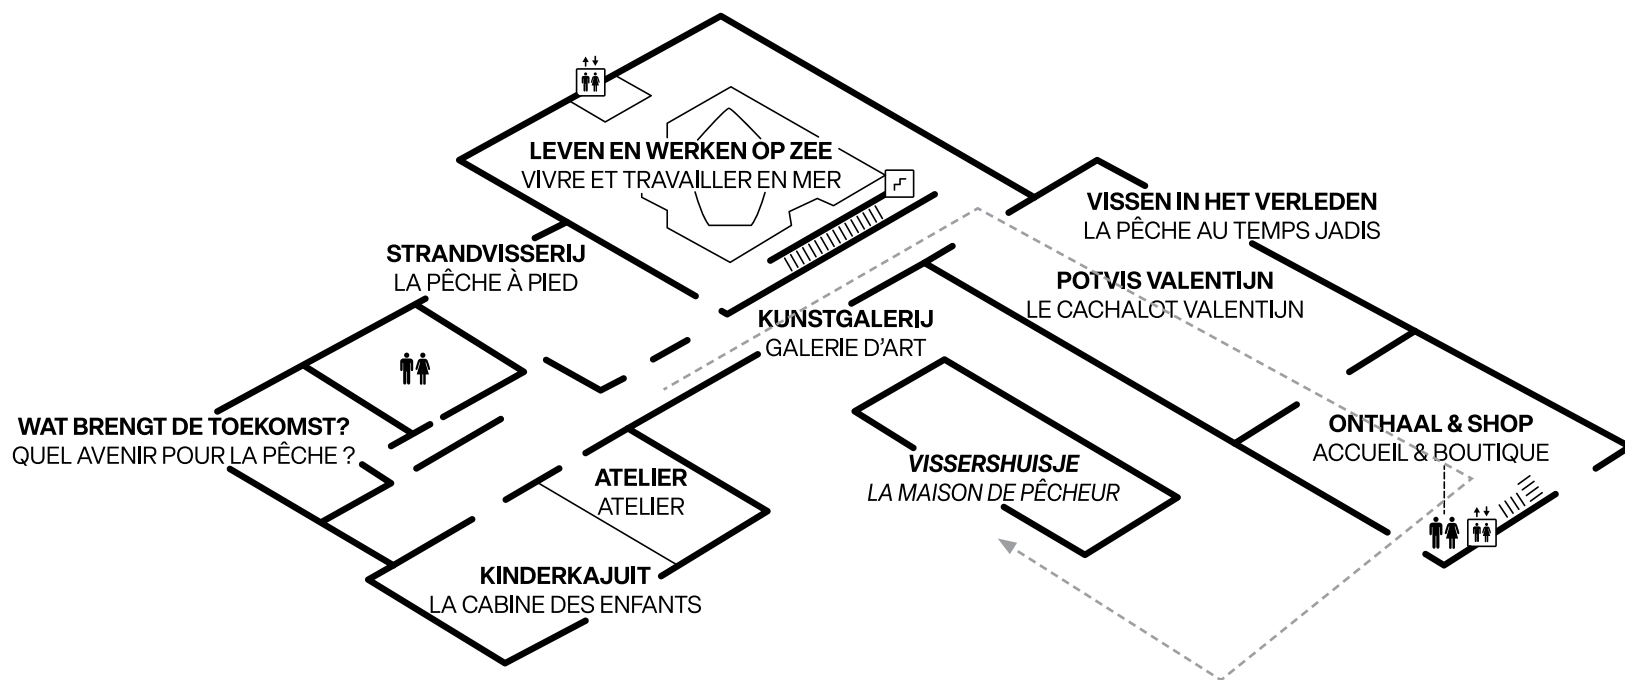 LEVEN EN WERKEN OP ZEE
VIVRE ET TRAVAILLER EN MER
VISSEN IN HET VERLEDEN
LA PÊCHE AU TEMPS JADIS
STRANDVISSERIJ
LA PÊCHE À PIED
POTVIS VALENTIJN
LE CACHALOT VALENTIJN
KUNSTGALERIJ
GALERIE D'ART
WAT BRENGT DE TOEKOMST?
QUEL AVENIR POUR LA PÊCHE ?
ONTHAAL & SHOP
ACCUEIL & BOUTIQUE
VISSERSHUISJE
LA MAISON DE PÊCHEUR
ATELIER
ATELIER
KINDERKAJUIT
LA CABINE DES ENFANTS